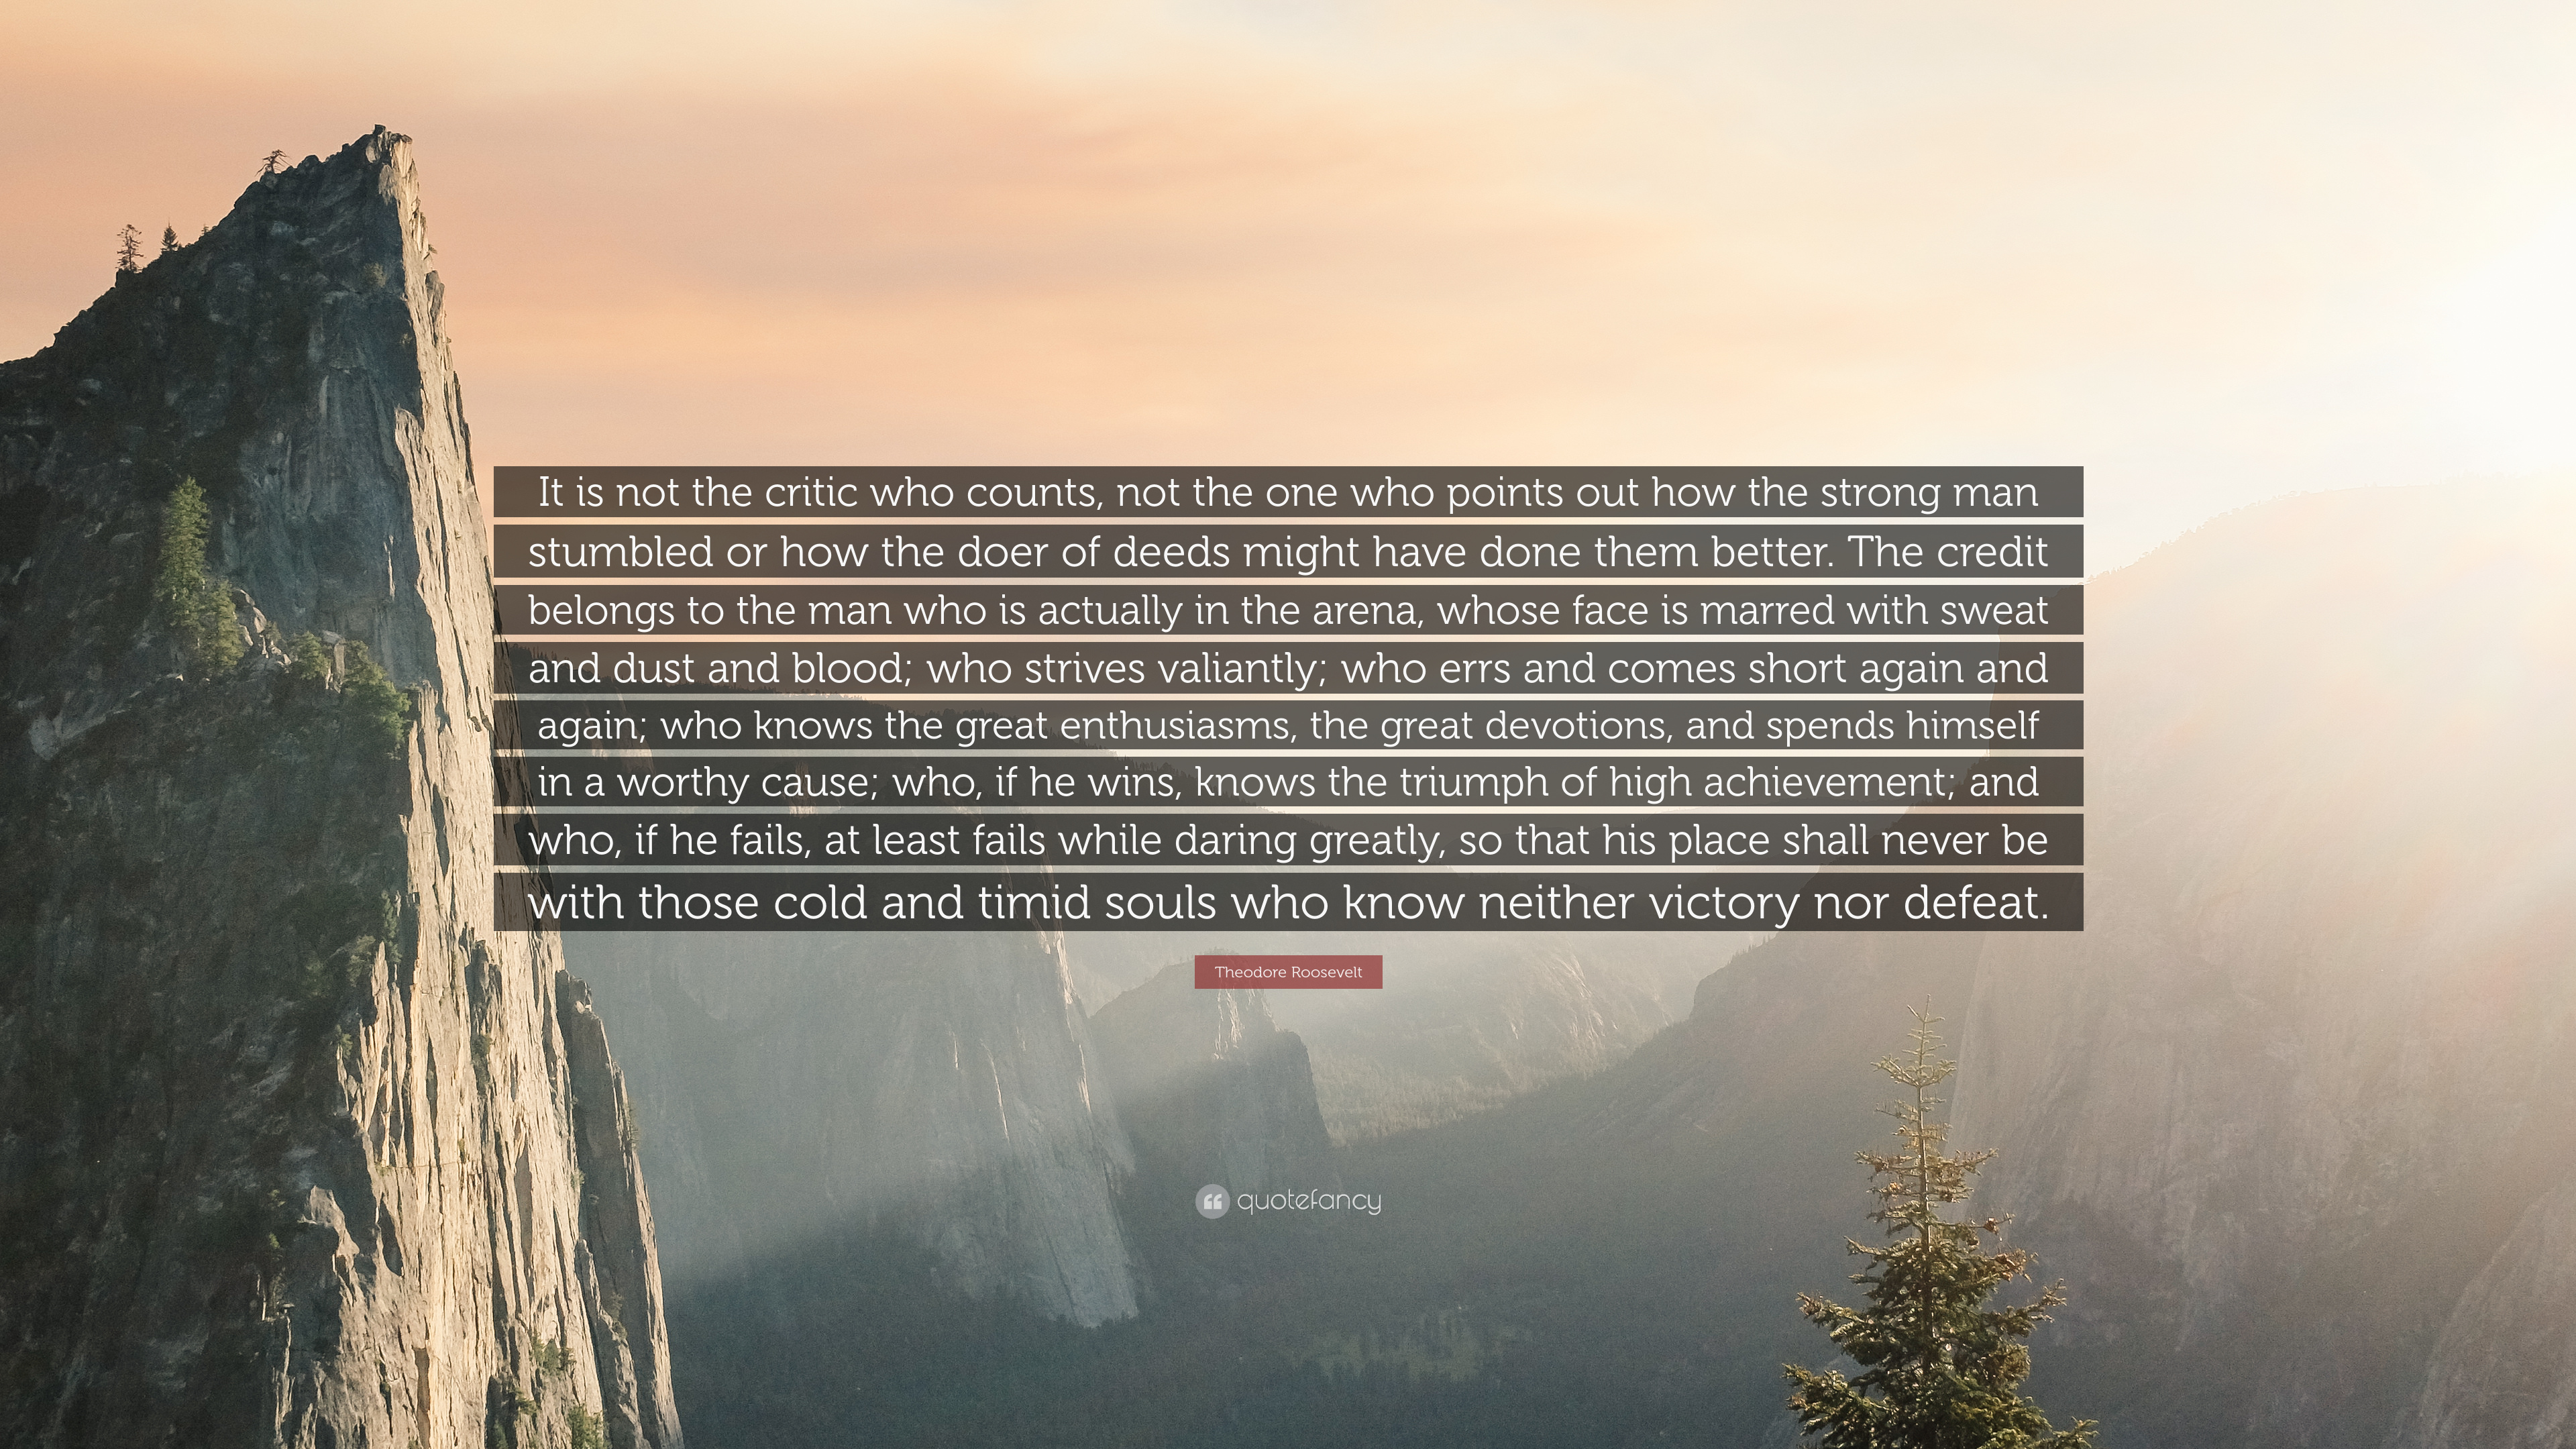 It is not the critic who counts, not the one who points out how the strong man
stumbled or how the doer of deeds might have done them better. The credit
belongs to the man who is actually in the arena, whose face is marred with sweat
and dust and blood; who strives valiantly; who errs and comes short again and
again; who knows the great enthusiasms, the great devotions, and spends himself
in a worthy cause; who, if he wins, knows the triumph of high achievement; and
who, if he fails, at least fails while daring greatly, so that his place shall never be
with those cold and timid souls who know neither victory nor defeat.
Theodore Roosevelt
quotefancy